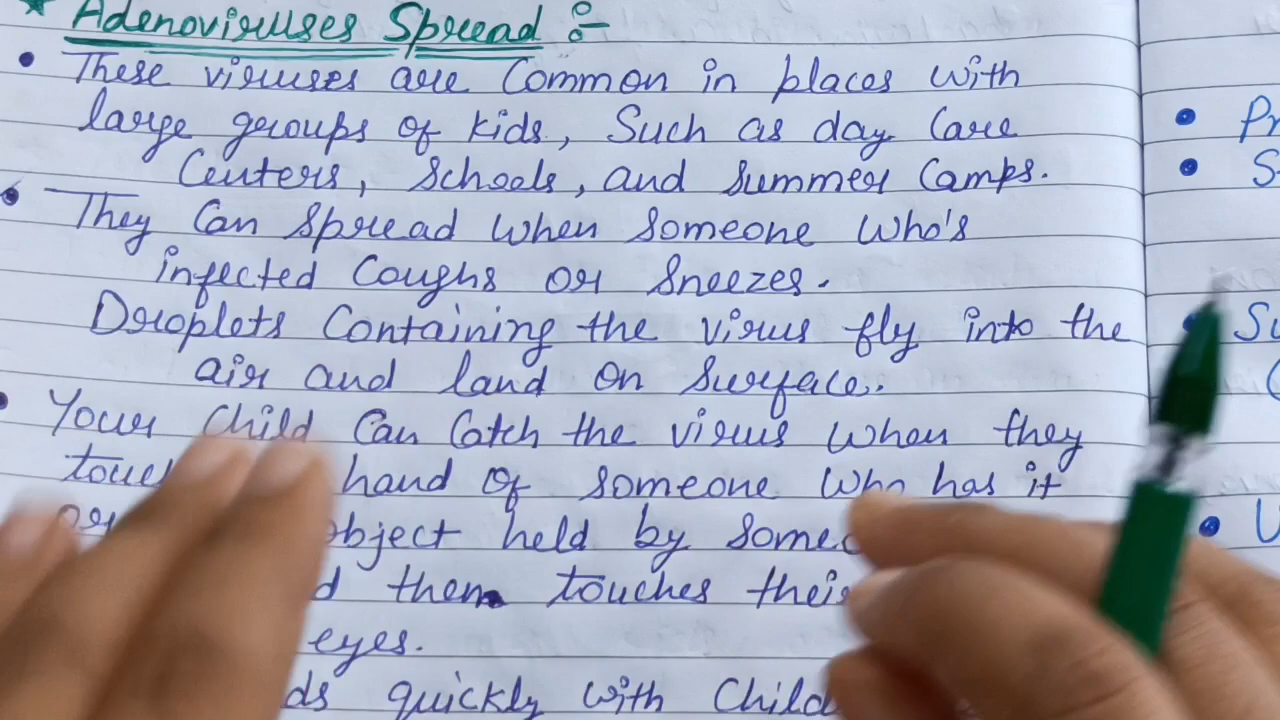 * Adenoviruses Spread :-
• These viruses are Common in places with
large groups of kids, Such as day Care
Centers, Schools, and Summer Camps.
• They Can Spread when Someone who's
infected Coughs or Sneezes.
Droplets Containing the virus fly into the
air and land on Surface.
• Your Child Can Catch the virus when they
hand of Someone who has it
or object held by
then touches
eyes.
quickly with